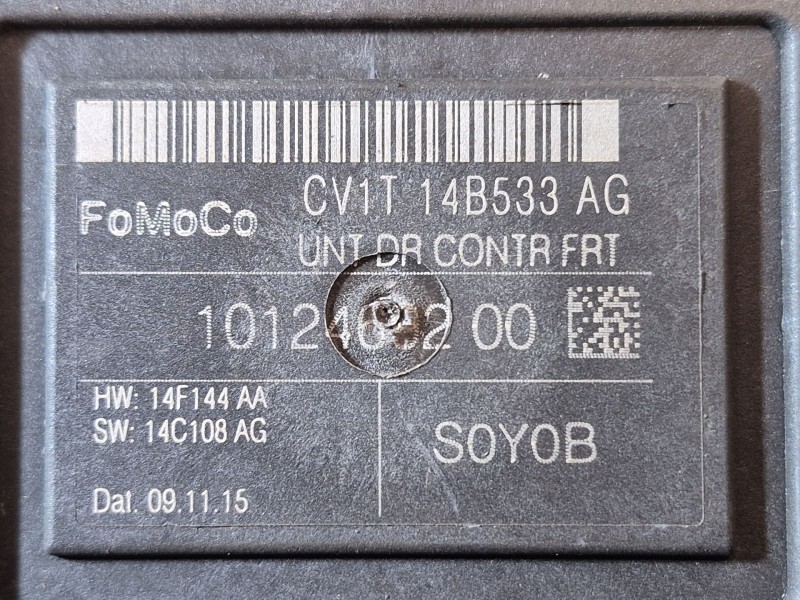 CV1T 14B533 AG
FoMoCo
UNT DR CONTR FRT
00
HW: 14F144 AA
SW: 14C108 AG
SOYOB
Dat. 09.11.15